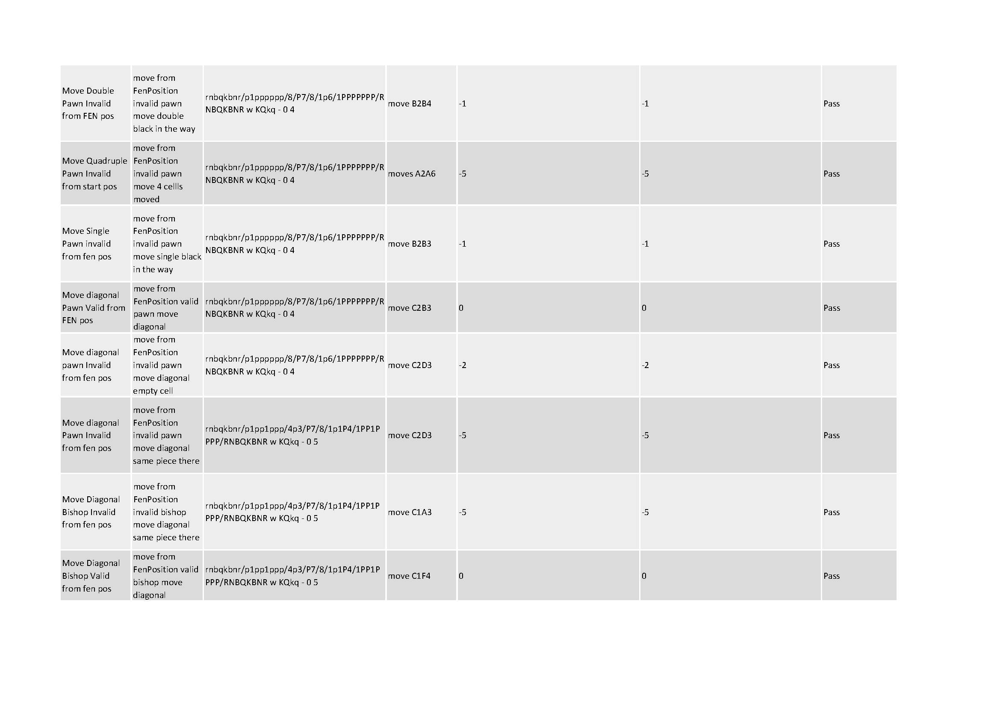 Move Double
Pawn Invalid
from FEN pos
move from
FenPosition
invalid pawn
move double
black in the way
rnbqkbnr/p1pppppp/8/P7/8/1p6/1PPPPPPP/R
NBQKBNR w KQkq - 0 4
move B2B4
-1
-1
Pass
Move Quadruple
Pawn Invalid
from start pos
move from
FenPosition
invalid pawn
move 4 cellls
moved
rnbqkbnr/p1pppppp/8/P7/8/1p6/1PPPPPPP/R
NBQKBNR w KQkq - 0 4
moves A2A6
-5
-5
Pass
Move Single
Pawn invalid
from fen pos
move from
FenPosition
invalid pawn
move single black
in the way
rnbqkbnr/p1pppppp/8/P7/8/1p6/1PPPPPPP/R
NBQKBNR w KQkq - 0 4
move B2B3
-1
-1
Pass
Move diagonal
Pawn Valid from
FEN pos
move from
FenPosition valid
pawn move
diagonal
rnbqkbnr/p1pppppp/8/P7/8/1p6/1PPPPPPP/R
NBQKBNR w KQkq - 0 4
move C2B3
0
0
Pass
Move diagonal
pawn Invalid
from fen pos
move from
FenPosition
invalid pawn
move diagonal
empty cell
rnbqkbnr/p1pppppp/8/P7/8/1p6/1PPPPPPP/R
NBQKBNR w KQkq - 0 4
move C2D3
-2
-2
Pass
Move diagonal
Pawn Invalid
from fen pos
move from
FenPosition
invalid pawn
move diagonal
same piece there
rnbqkbnr/p1pp1ppp/4p3/P7/8/1p1P4/1PP1P
PPP/RNBQKBNR w KQkq - 0 5
move C2D3
-5
-5
Pass
Move Diagonal
Bishop Invalid
from fen pos
move from
FenPosition
invalid bishop
move diagonal
same piece there
rnbqkbnr/p1pp1ppp/4p3/P7/8/1p1P4/1PP1P
PPP/RNBQKBNR w KQkq - 0 5
move C1A3
-5
-5
Pass
Move Diagonal
Bishop Valid
from fen pos
move from
FenPosition valid
bishop move
diagonal
rnbqkbnr/p1pp1ppp/4p3/P7/8/1p1P4/1PP1P
PPP/RNBQKBNR w KQkq - 0 5
move C1F4
0
0
Pass